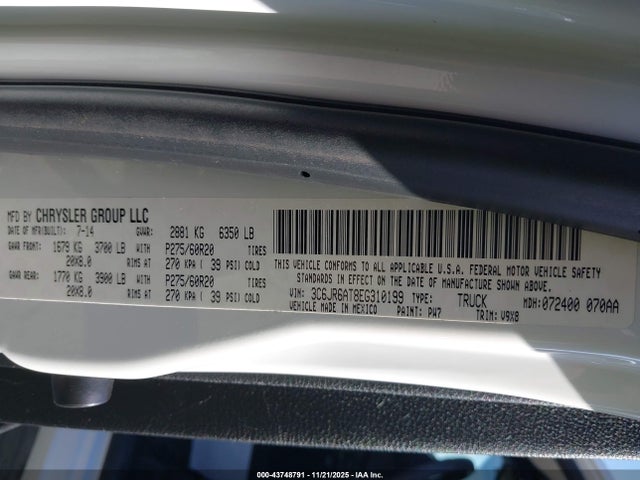 MFD BY CHRYSLER GROUP LLC
DATE OF MFR(BUILT): 7-14 GVWR: 2881 KG 6350 LB
GAWR FRONT: 1679 KG 3700 LB WITH P275/60R20 TIRES
20X8.0 RIMS AT 270 KPA ( 39 PSI) COLD
GAWR REAR: 1770 KG 3900 LB WITH P275/60R20 TIRES
20X8.0 RIMS AT 270 KPA ( 39 PSI) COLD
THIS VEHICLE CONFORMS TO ALL APPLICABLE U.S.A. FEDERAL MOTOR VEHICLE SAFETY
STANDARDS IN EFFECT ON THE DATE OF MANUFACTURE SHOWN ABOVE.
VIN: 3C6JR6AT8EG310199 TYPE: TRUCK MDH: 072400 070AA
VEHICLE MADE IN MEXICO PAINT: PW7 TRIM: V9X8
000-43748791 - 11/21/2025 - IAA Inc.